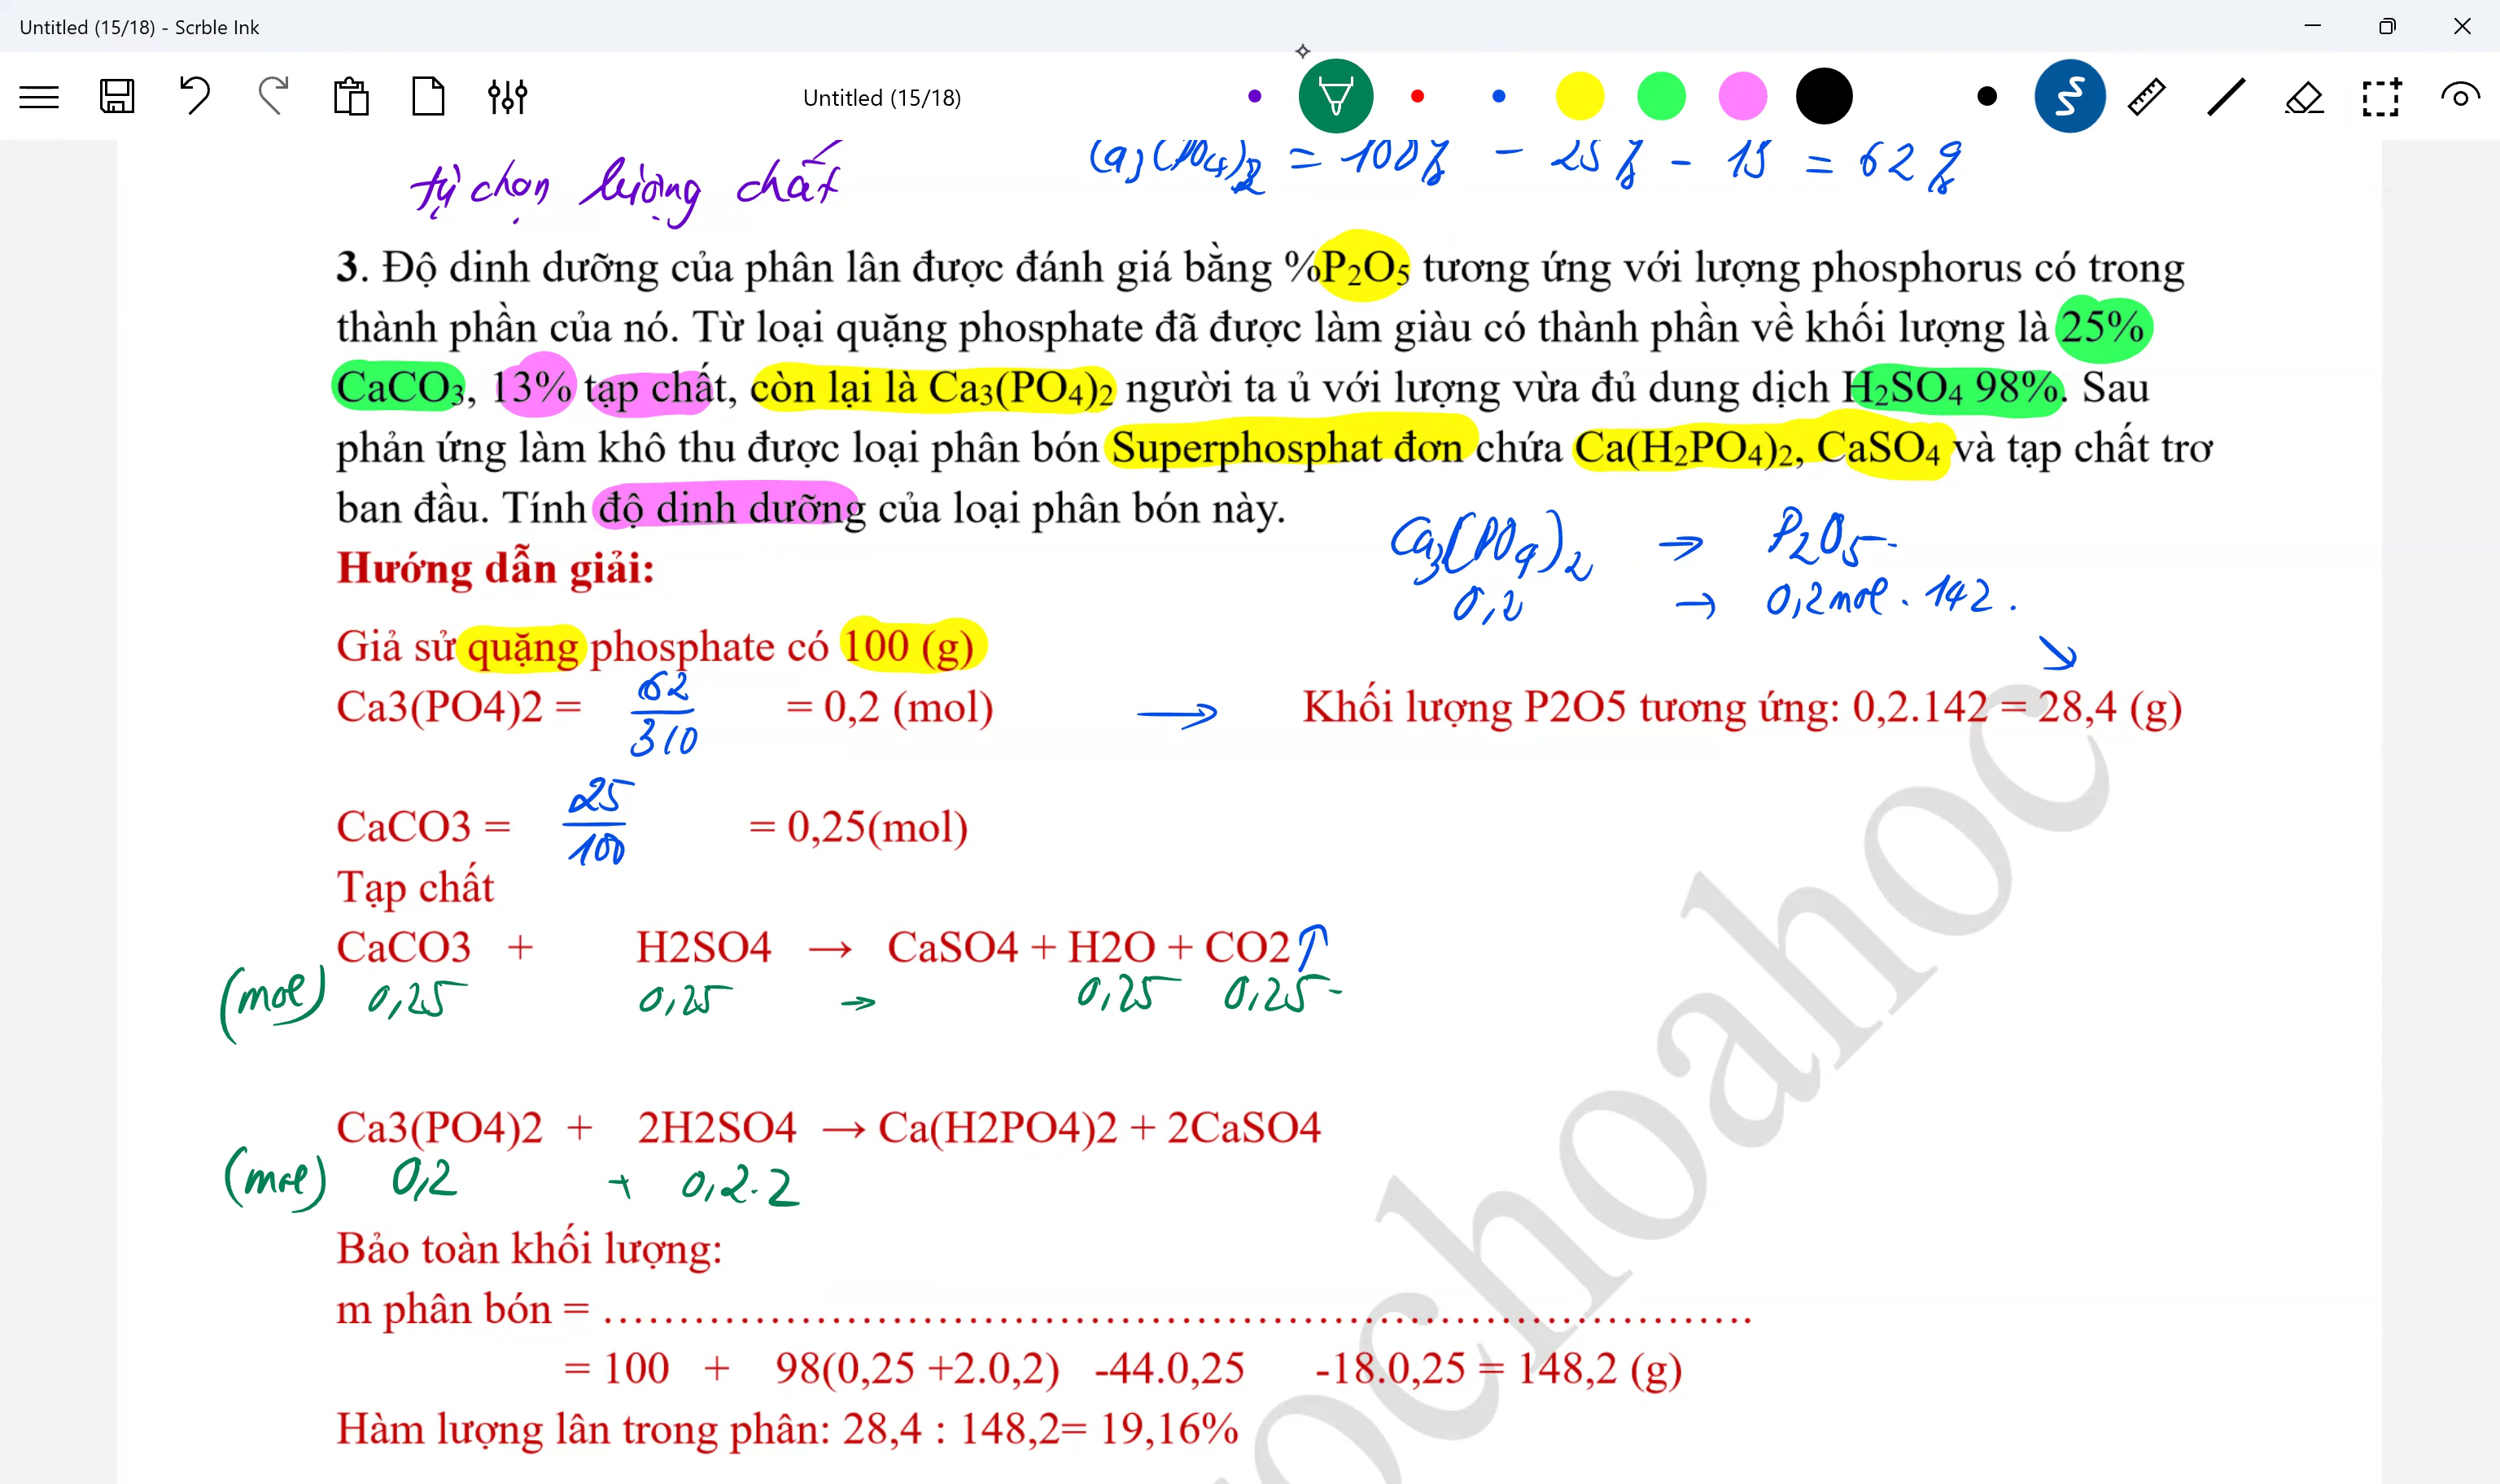 Untitled (15/18) - Scrble Ink
Untitled (15/18)
tự chọn lượng chất
Ca3(PO4)2 = 100g - 25g - 13 = 62g
3. Độ dinh dưỡng của phân lân được đánh giá bằng %P2O5 tương ứng với lượng phosphorus có trong
thành phần của nó. Từ loại quặng phosphate đã được làm giàu có thành phần về khối lượng là 25%
CaCO3, 13% tạp chất, còn lại là Ca3(PO4)2 người ta ủ với lượng vừa đủ dung dịch H2SO4 98%. Sau
phản ứng làm khô thu được loại phân bón Superphosphat đơn chứa Ca(H2PO4)2, CaSO4 và tạp chất trơ
ban đầu. Tính độ dinh dưỡng của loại phân bón này.
Ca3(PO4)2 → P2O5
Hướng dẫn giải:
0,2 → 0,2 mol . 142 .
Giả sử quặng phosphate có 100 (g)
Ca3(PO4)2 = 62/310 = 0,2 (mol) → Khối lượng P2O5 tương ứng: 0,2.142 = 28,4 (g)
CaCO3 = 25/100 = 0,25(mol)
Tạp chất
CaCO3 + H2SO4 → CaSO4 + H2O + CO2↑
(mol) 0,25 0,25 → 0,25 0,25
Ca3(PO4)2 + 2H2SO4 → Ca(H2PO4)2 + 2CaSO4
(mol) 0,2 + 0,2.2
Bảo toàn khối lượng:
m phân bón = ..........................................................................
= 100 + 98(0,25 +2.0,2) -44.0,25 -18.0,25 = 148,2 (g)
Hàm lượng lân trong phân: 28,4 : 148,2= 19,16%
ochoahoc